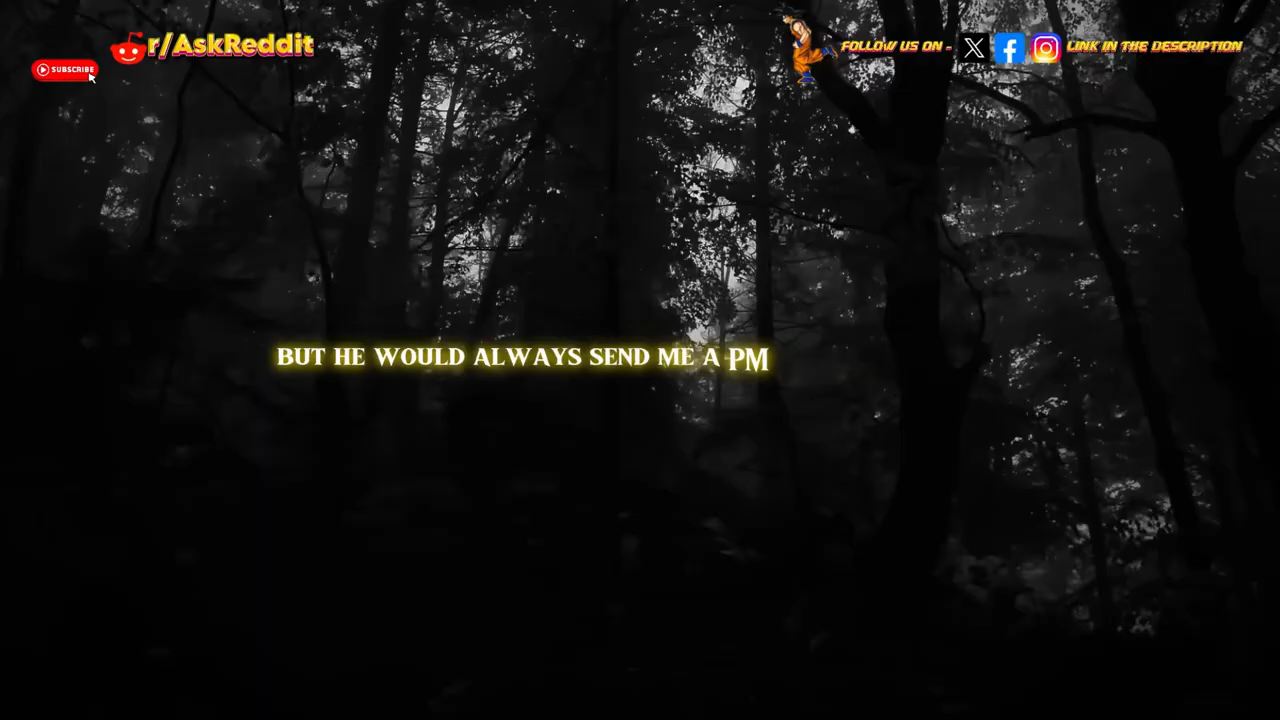 r/AskReddit
SUBSCRIBE
FOLLOW US ON - X f LINK IN THE DESCRIPTION
BUT HE WOULD ALWAYS SEND ME A PM